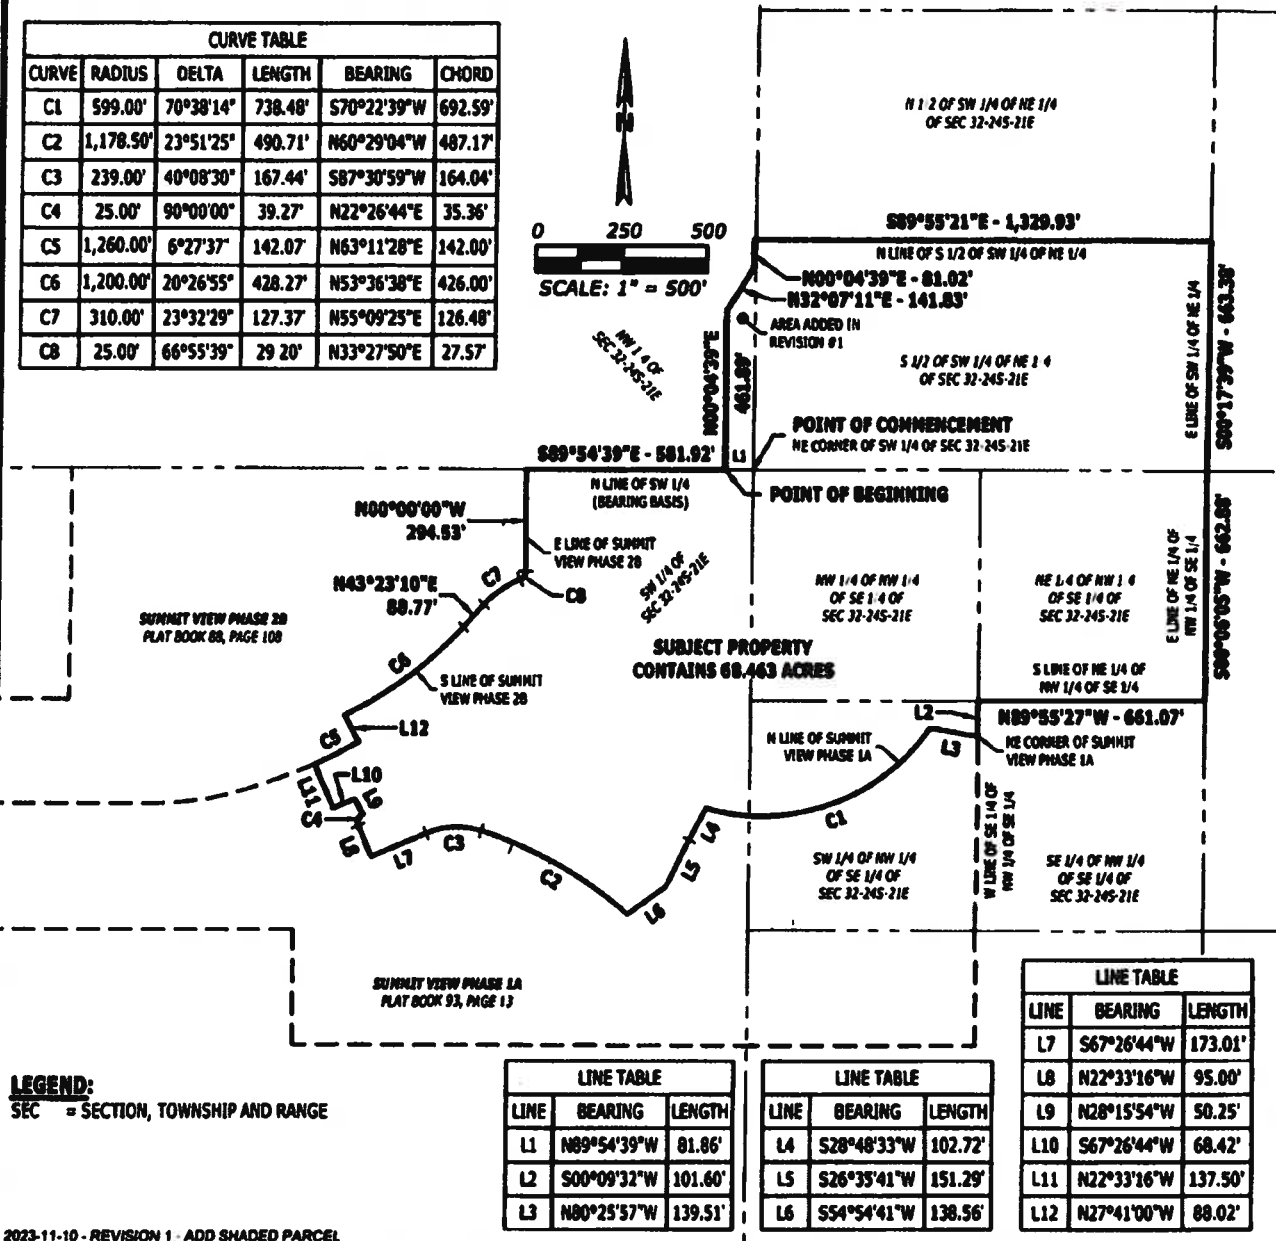 CURVE TABLE
CURVE RADIUS DELTA LENGTH BEARING CHORD
C1 599.00' 70°38'14" 738.48' S70°22'39"W 692.59'
C2 1,178.50' 23°51'25" 490.71' N60°29'04"W 487.17'
C3 239.00' 40°08'30" 167.44' S87°30'59"W 164.04'
C4 25.00' 90°00'00" 39.27' N22°26'44"E 35.36'
C5 1,260.00' 6°27'37" 142.07' N63°11'28"E 142.00'
C6 1,200.00' 20°26'55" 428.27' N53°36'38"E 426.00'
C7 310.00' 23°32'29" 127.37' N55°09'25"E 126.48'
C8 25.00' 66°55'39" 29.20' N33°27'50"E 27.57'
N
0 250 500
SCALE: 1" = 500'
N 1/2 OF SW 1/4 OF NE 1/4
OF SEC 32-24S-21E
S89°55'21"E - 1,329.93'
N LINE OF S 1/2 OF SW 1/4 OF NE 1/4
N00°04'39"E - 81.02'
N32°07'11"E - 141.83'
AREA ADDED IN
REVISION #1
NW 1/4 OF
SEC 32-24S-21E
N00°04'39"E
461.89'
S 1/2 OF SW 1/4 OF NE 1/4
OF SEC 32-24S-21E
E LINE OF SW 1/4 OF NE 1/4
S00°17'39"W - 663.38'
POINT OF COMMENCEMENT
NE CORNER OF SW 1/4 OF SEC 32-24S-21E
S89°54'39"E - 581.92'
L1
N LINE OF SW 1/4
(BEARING BASIS)
POINT OF BEGINNING
N00°00'00"W
294.53'
E LINE OF SUMMIT
VIEW PHASE 2B
N43°23'10"E
88.77'
C7
C8
SW 1/4 OF
SEC 32-24S-21E
NW 1/4 OF NW 1/4
OF SE 1/4 OF
SEC 32-24S-21E
NE 1/4 OF NW 1/4
OF SE 1/4 OF
SEC 32-24S-21E
E LINE OF NE 1/4 OF
NW 1/4 OF SE 1/4
S00°06'05"W - 662.88'
SUMMIT VIEW PHASE 2B
PLAT BOOK 88, PAGE 108
SUBJECT PROPERTY
CONTAINS 68.463 ACRES
C6
S LINE OF SUMMIT
VIEW PHASE 2B
S LINE OF NE 1/4 OF
NW 1/4 OF SE 1/4
L12
C5
L2
N89°55'27"W - 661.07'
N LINE OF SUMMIT
VIEW PHASE 1A
L3
NE CORNER OF SUMMIT
VIEW PHASE 1A
L10
L11
L9
C4
L8
L7
C3
C2
L4
L5
L6
C1
W LINE OF SE 1/4 OF
NW 1/4 OF SE 1/4
SW 1/4 OF NW 1/4
OF SE 1/4 OF
SEC 32-24S-21E
SE 1/4 OF NW 1/4
OF SE 1/4 OF
SEC 32-24S-21E
SUMMIT VIEW PHASE 1A
PLAT BOOK 93, PAGE 13
LEGEND:
SEC = SECTION, TOWNSHIP AND RANGE
LINE TABLE
LINE BEARING LENGTH
L1 N89°54'39"W 81.86'
L2 S00°09'32"W 101.60'
L3 N80°25'57"W 139.51'
LINE TABLE
LINE BEARING LENGTH
L4 S28°48'33"W 102.72'
L5 S26°35'41"W 151.29'
L6 S54°54'41"W 138.56'
LINE TABLE
LINE BEARING LENGTH
L7 S67°26'44"W 173.01'
L8 N22°33'16"W 95.00'
L9 N28°15'54"W 50.25'
L10 S67°26'44"W 68.42'
L11 N22°33'16"W 137.50'
L12 N27°41'00"W 88.02'
2023-11-10 - REVISION 1 - ADD SHADED PARCEL